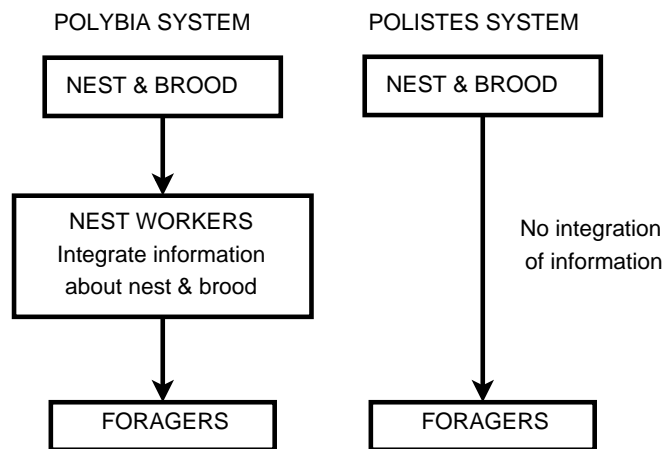 POLYBIA SYSTEM
NEST & BROOD
NEST WORKERS
Integrate information
about nest & brood
FORAGERS
POLISTES SYSTEM
NEST & BROOD
No integration
of information
FORAGERS